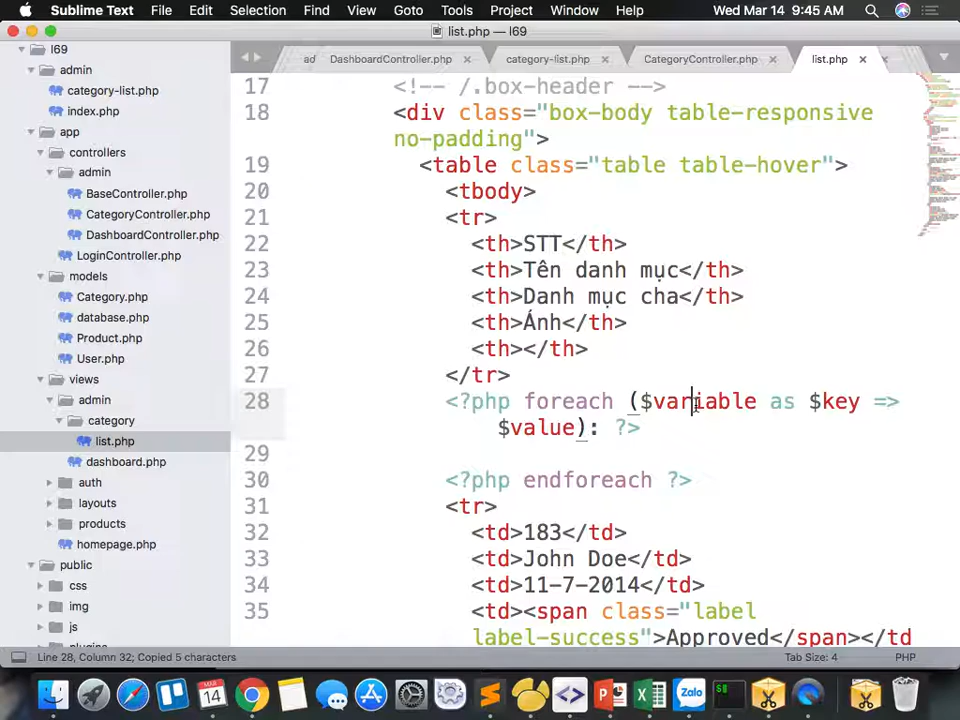 Sublime Text File Edit Selection Find View Goto Tools Project Window Help Wed Mar 14 9:45 AM
list.php — l69
l69
admin
category-list.php
index.php
app
controllers
admin
BaseController.php
CategoryController.php
DashboardController.php
LoginController.php
models
Category.php
database.php
Product.php
User.php
views
admin
category
list.php
dashboard.php
auth
layouts
products
homepage.php
public
css
img
js
ad DashboardController.php category-list.php CategoryController.php list.php
17 <!-- /.box-header -->
18 <div class="box-body table-responsive
no-padding">
19 <table class="table table-hover">
20 <tbody>
21 <tr>
22 <th>STT</th>
23 <th>Tên danh mục</th>
24 <th>Danh mục cha</th>
25 <th>Ảnh</th>
26 <th></th>
27 </tr>
28 <?php foreach ($variable as $key =>
$value): ?>
29
30 <?php endforeach ?>
31 <tr>
32 <td>183</td>
33 <td>John Doe</td>
34 <td>11-7-2014</td>
35 <td><span class="label
label-success">Approved</span></td
Line 28, Column 32; Copied 5 characters Tab Size: 4 PHP
14
Zalo